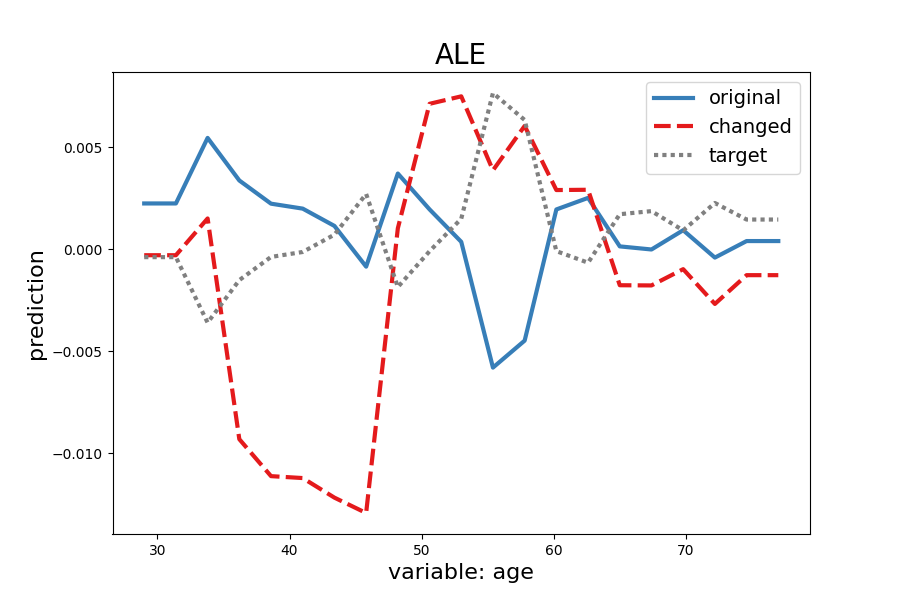 ALE
original
changed
target
0.005
0.000
−0.005
−0.010
prediction
30 40 50 60 70
variable: age